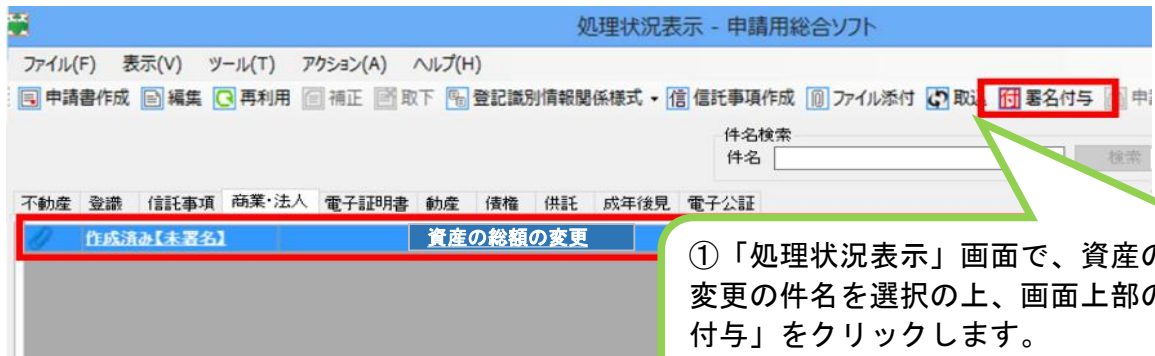 処理状況表示 - 申請用総合ソフト
ファイル(F) 表示(V) ツール(T) アクション(A) ヘルプ(H)
申請書作成 編集 再利用 補正 取下 登記識別情報関係様式 信 信託事項作成 ファイル添付 取込 付 署名付与 申
件名検索
件名 検索
不動産 登識 信託事項 商業・法人 電子証明書 動産 債権 供託 成年後見 電子公証
作成済み【未署名】 資産の総額の変更
①「処理状況表示」画面で、資産の
変更の件名を選択の上、画面上部の
付与」をクリックします。